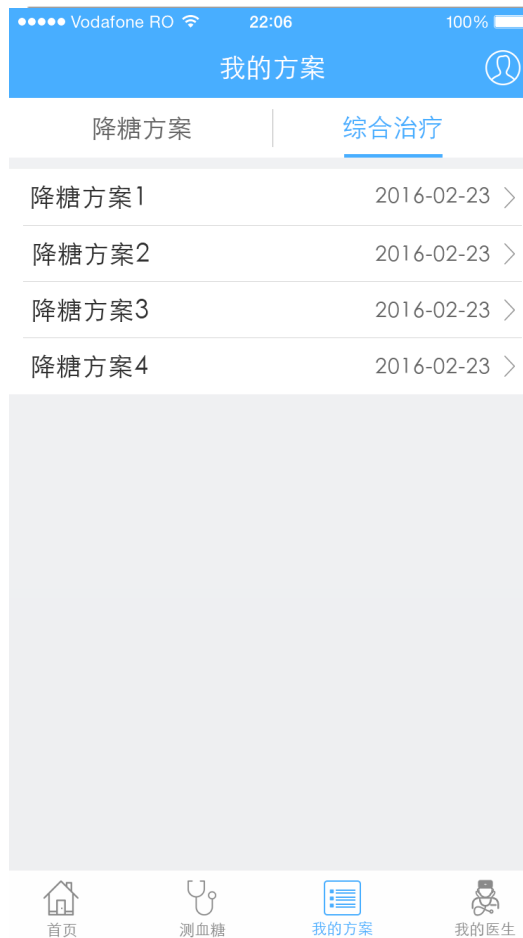 Vodafone RO 22:06 100%
我的方案
降糖方案 综合治疗
降糖方案1 2016-02-23
降糖方案2 2016-02-23
降糖方案3 2016-02-23
降糖方案4 2016-02-23
首页 测血糖 我的方案 我的医生